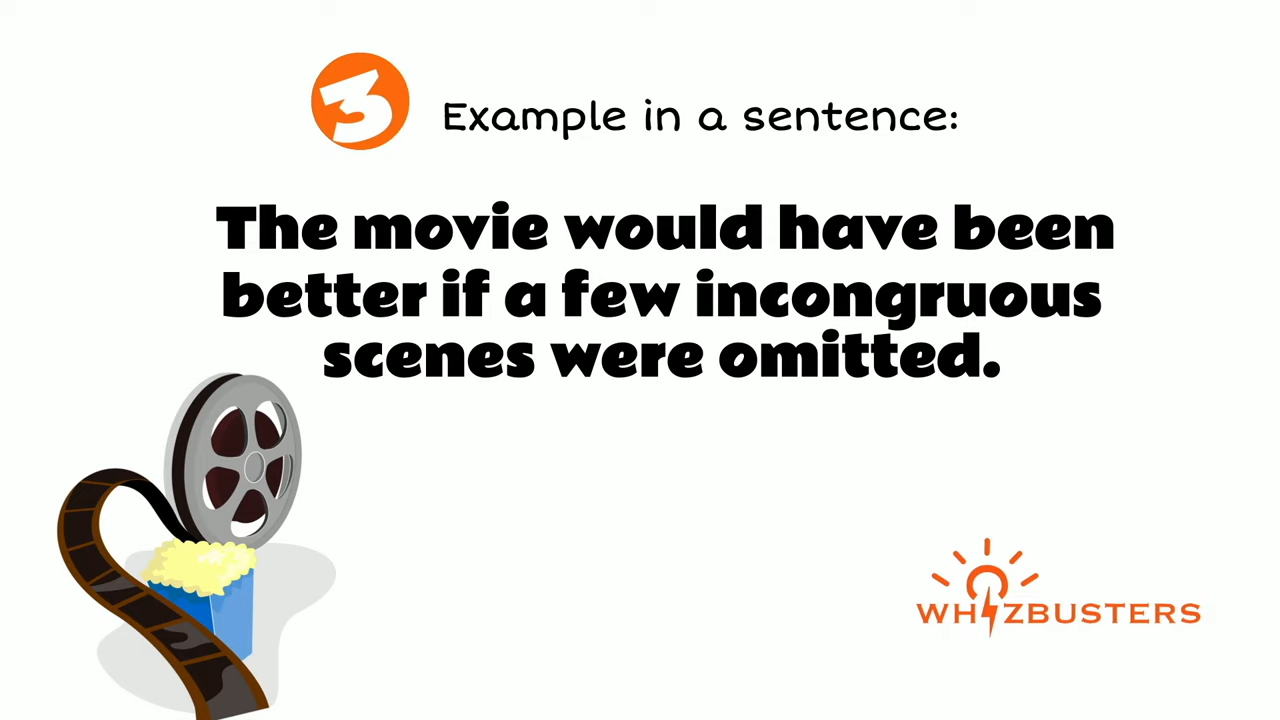 3 Example in a sentence:
The movie would have been
better if a few incongruous
scenes were omitted.
WHIZBUSTERS